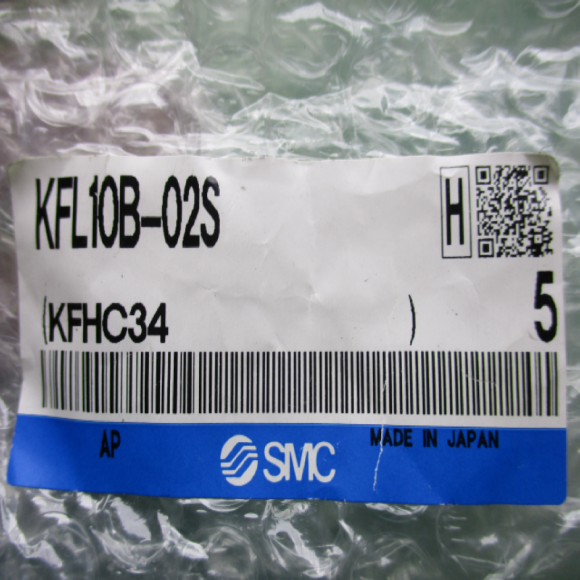 KFL10B-02S
H
5
(KFHC34 )
AP
SMC
MADE IN JAPAN